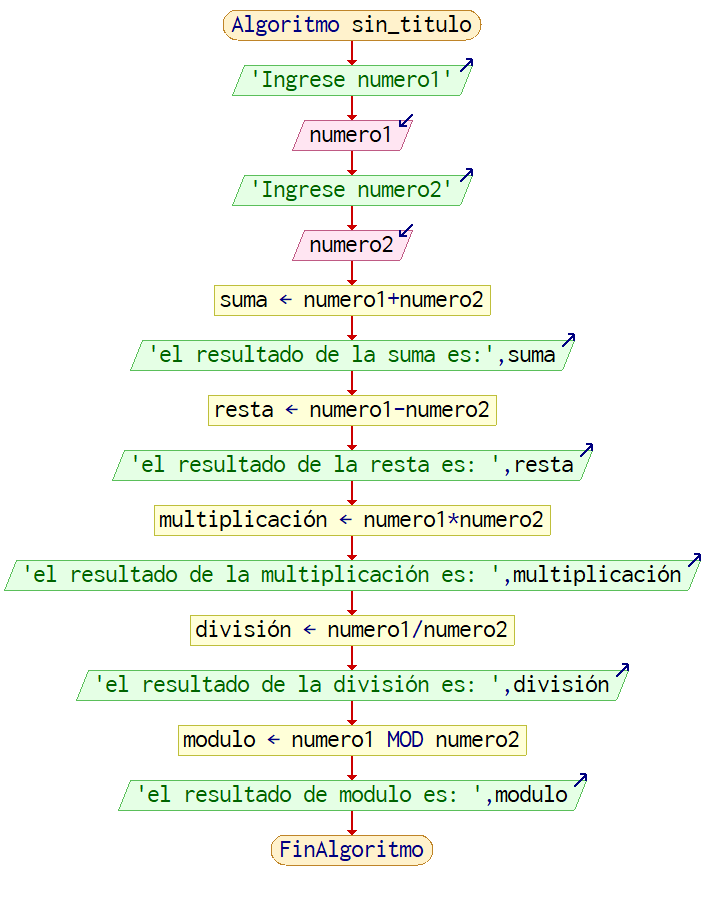 Algoritmo sin_titulo
'Ingrese numero1'
numero1
'Ingrese numero2'
numero2
suma ← numero1+numero2
'el resultado de la suma es:',suma
resta ← numero1-numero2
'el resultado de la resta es: ',resta
multiplicación ← numero1*numero2
'el resultado de la multiplicación es: ',multiplicación
división ← numero1/numero2
'el resultado de la división es: ',división
modulo ← numero1 MOD numero2
'el resultado de modulo es: ',modulo
FinAlgoritmo